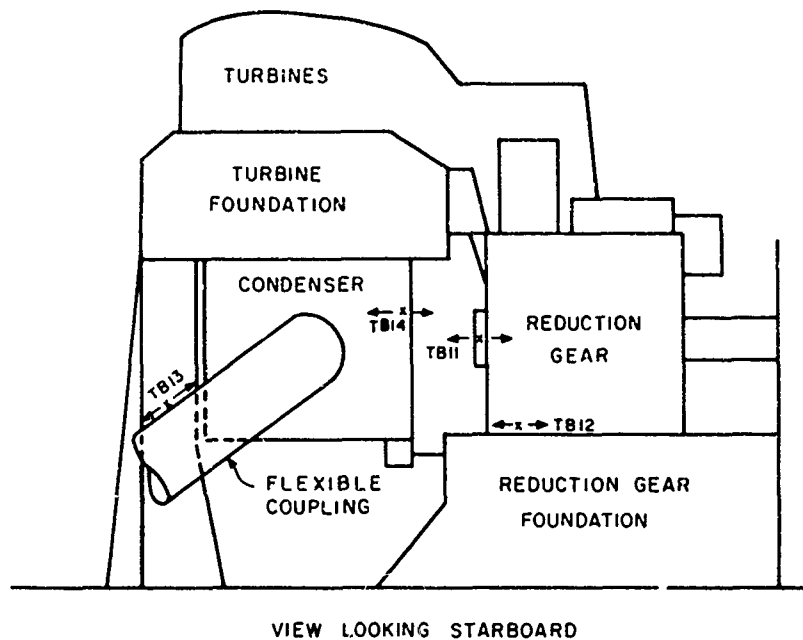 TURBINES
TURBINE
FOUNDATION
CONDENSER
TB14
TB11
REDUCTION
GEAR
TB13
TB12
FLEXIBLE
COUPLING
REDUCTION GEAR
FOUNDATION
VIEW LOOKING STARBOARD